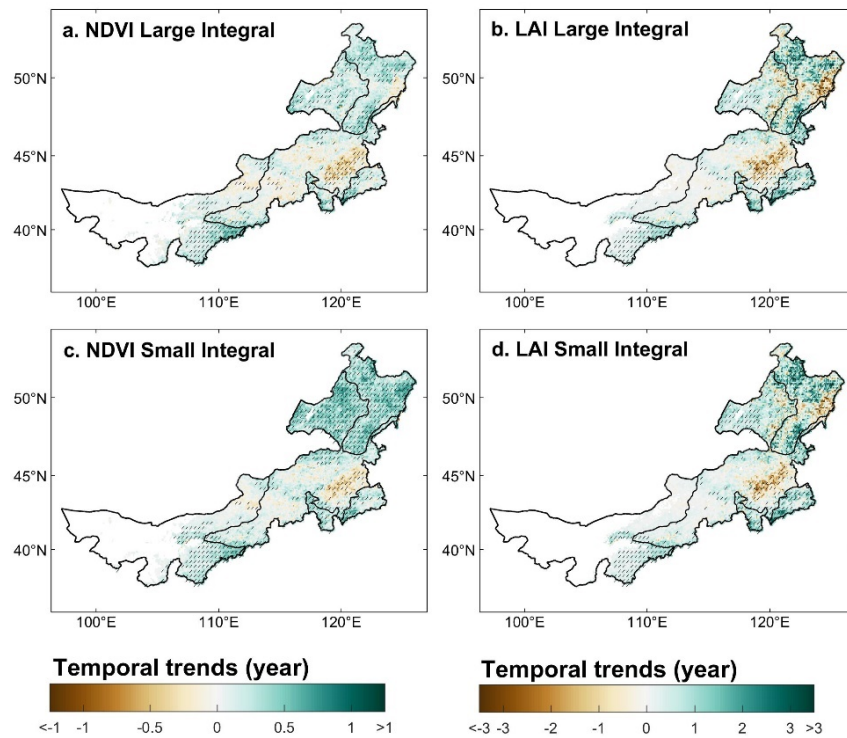 a. NDVI Large Integral
b. LAI Large Integral
50°N
50°N
45°N
45°N
40°N
40°N
100°E 110°E 120°E
100°E 110°E 120°E
c. NDVI Small Integral
d. LAI Small Integral
50°N
50°N
45°N
45°N
40°N
40°N
100°E 110°E 120°E
100°E 110°E 120°E
Temporal trends (year)
Temporal trends (year)
<-1 -1 -0.5 0 0.5 1 >1
<-3 -3 -2 -1 0 1 2 3 >3